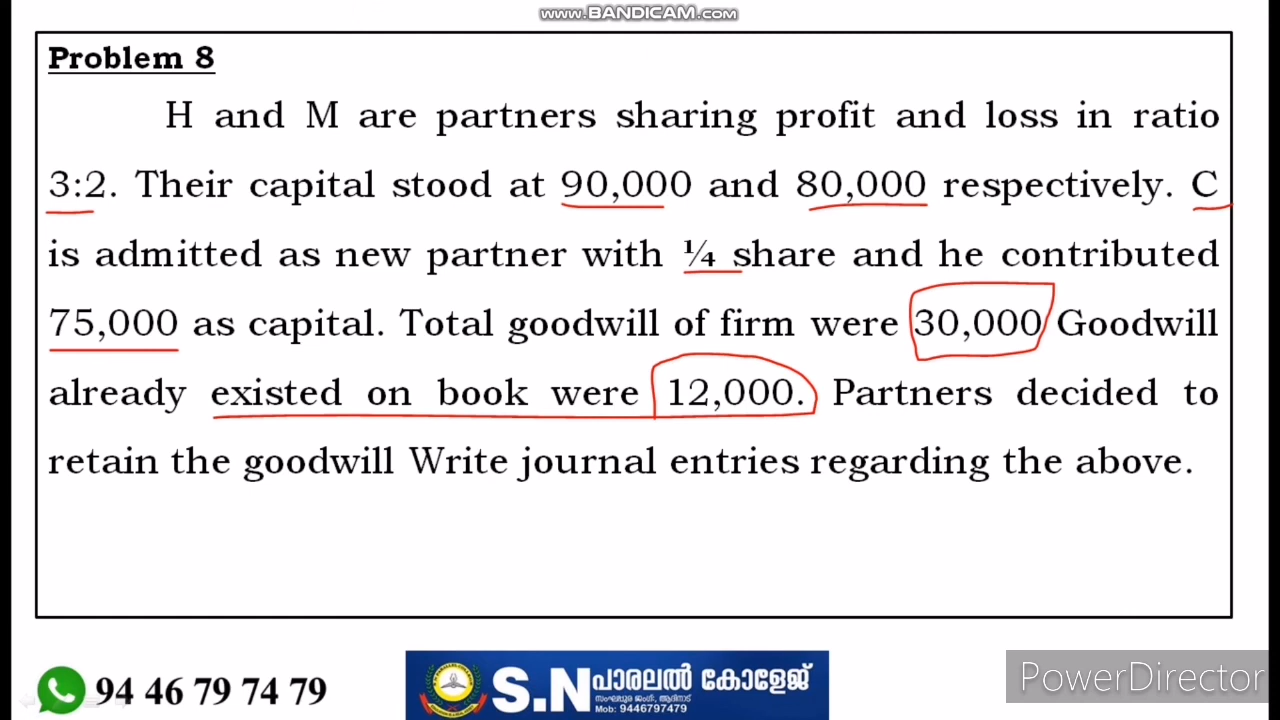 www.BANDICAM.com
Problem 8
H and M are partners sharing profit and loss in ratio
3:2. Their capital stood at 90,000 and 80,000 respectively. C
is admitted as new partner with ¼ share and he contributed
75,000 as capital. Total goodwill of firm were 30,000 Goodwill
already existed on book were 12,000. Partners decided to
retain the goodwill Write journal entries regarding the above.
94 46 79 74 79
S.N പാരലൽ കോളേജ്
സംഘപ്പുര ജംഗ്ഷൻ, ആദിനാട്
Mob: 9446797479
PowerDirector